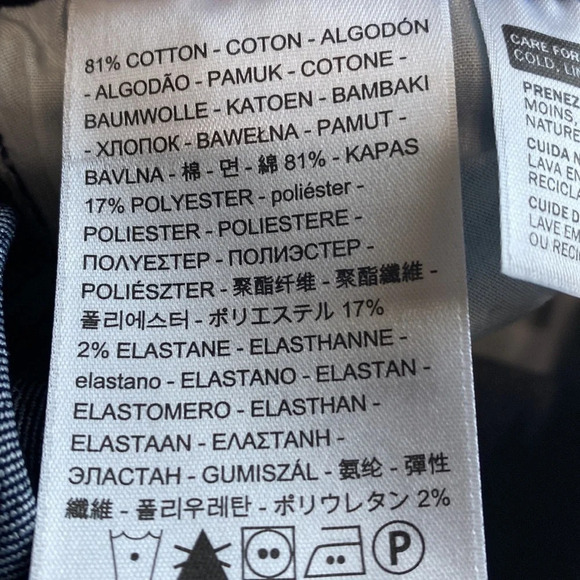 81% COTTON - COTON - ALGODÓN
- ALGODÃO - PAMUK - COTONE -
BAUMWOLLE - KATOEN - BAMBAKI
- ХЛОПОК - BAWEŁNA - PAMUT -
BAVLNA - 棉 - 면 - 綿 81% - KAPAS
17% POLYESTER - poliéster -
POLIESTER - POLIESTERE -
ΠΟΛΥΕΣΤΕΡ - ПОЛИЭСТЕР -
POLIÉSZTER - 聚酯纤维 - 聚酯纖維 -
폴리에스터 - ポリエステル 17%
2% ELASTANE - ELASTHANNE -
elastano - ELASTANO - ELASTAN -
ELASTOMERO - ELASTHAN -
ELASTAAN - ΕΛΑΣΤΑΝΗ -
ЭЛАСТАН - GUMISZÁL - 氨纶 - 彈性
纖維 - 폴리우레탄 - ポリウレタン 2%
P
CARE FOR
COLD, LI
PRENEZ
MOINS,
NATURE
CUIDA
LAVA EN
RECICLA
CUIDE D
LAVE EM
OU RECI